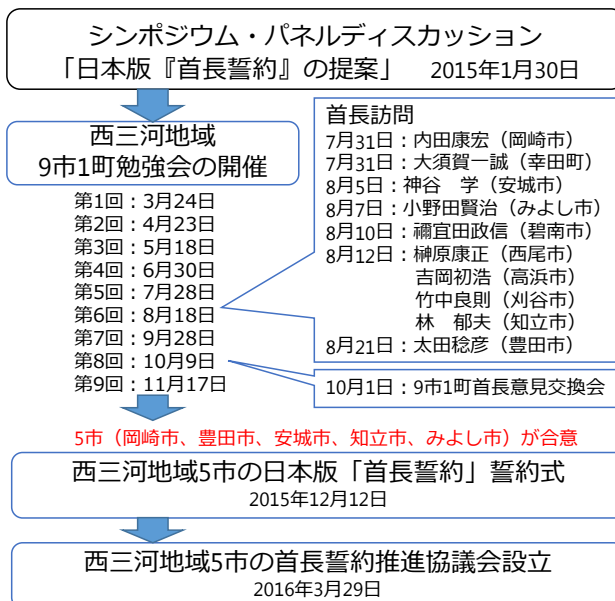 シンポジウム・パネルディスカッション
「日本版『首長誓約』の提案」　2015年1月30日
西三河地域
9市1町勉強会の開催
第1回：3月24日
第2回：4月23日
第3回：5月18日
第4回：6月30日
第5回：7月28日
第6回：8月18日
第7回：9月28日
第8回：10月9日
第9回：11月17日
首長訪問
7月31日：内田康宏（岡崎市）
7月31日：大須賀一誠（幸田町）
8月5日：神谷　学（安城市）
8月7日：小野田賢治（みよし市）
8月10日：禰宜田政信（碧南市）
8月12日：榊原康正（西尾市）
吉岡初浩（高浜市）
竹中良則（刈谷市）
林　郁夫（知立市）
8月21日：太田稔彦（豊田市）
10月1日：9市1町首長意見交換会
5市（岡崎市、豊田市、安城市、知立市、みよし市）が合意
西三河地域5市の日本版「首長誓約」誓約式
2015年12月12日
西三河地域5市の首長誓約推進協議会設立
2016年3月29日